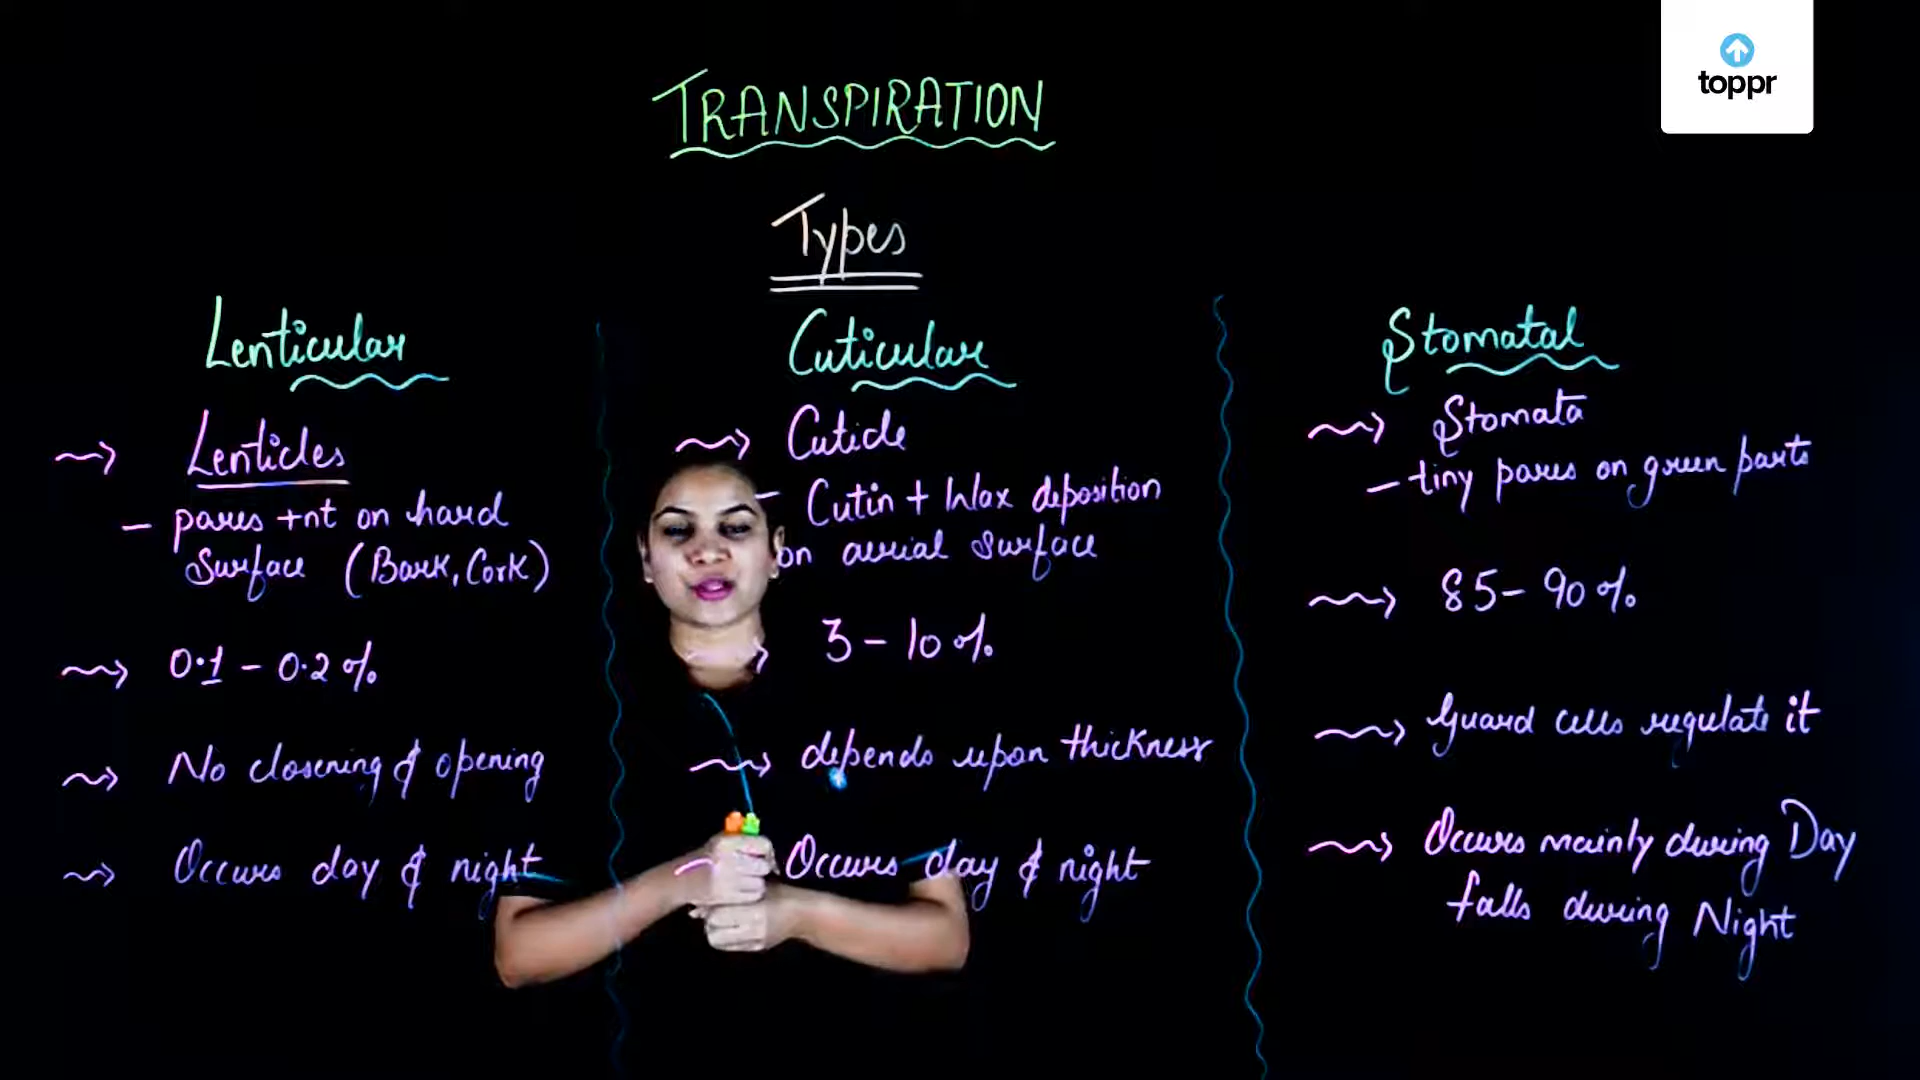 toppr
TRANSPIRATION
Types
Lenticular
→ Lenticles
- pores +nt on hard
surface (Bark, Cork)
→ 0.1 - 0.2 %
→ No closening & opening
→ Occurs day & night
Cuticular
→ Cuticle
- Cutin + Wax deposition
on aerial surface
→ 3 - 10 %
→ depends upon thickness
Occurs day & night
Stomatal
→ Stomata
- tiny pores on green parts
→ 85 - 90 %
→ Guard cells regulate it
→ Occurs mainly during Day
falls during Night